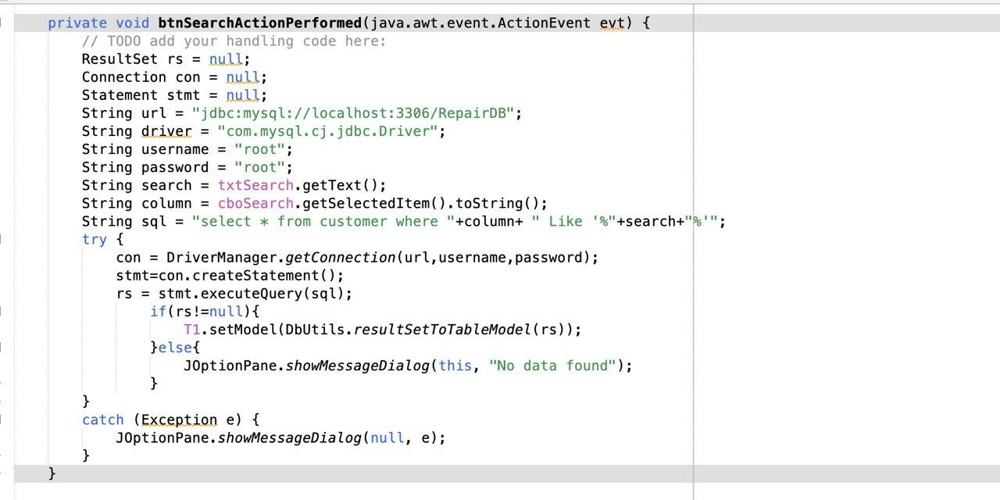 private void btnSearchActionPerformed(java.awt.event.ActionEvent evt) {
// TODO add your handling code here:
ResultSet rs = null;
Connection con = null;
Statement stmt = null;
String url = "jdbc:mysql://localhost:3306/RepairDB";
String driver = "com.mysql.cj.jdbc.Driver";
String username = "root";
String password = "root";
String search = txtSearch.getText();
String column = cboSearch.getSelectedItem().toString();
String sql = "select * from customer where "+column+ " Like '%"+search+"%'";
try {
con = DriverManager.getConnection(url,username,password);
stmt=con.createStatement();
rs = stmt.executeQuery(sql);
if(rs!=null){
T1.setModel(DbUtils.resultSetToTableModel(rs));
}else{
JOptionPane.showMessageDialog(this, "No data found");
}
}
catch (Exception e) {
JOptionPane.showMessageDialog(null, e);
}
}